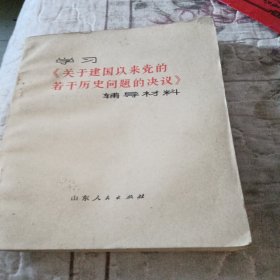 学习
《关于建国以来党的
若干历史问题的决议》
辅导材料
山东人民出版社